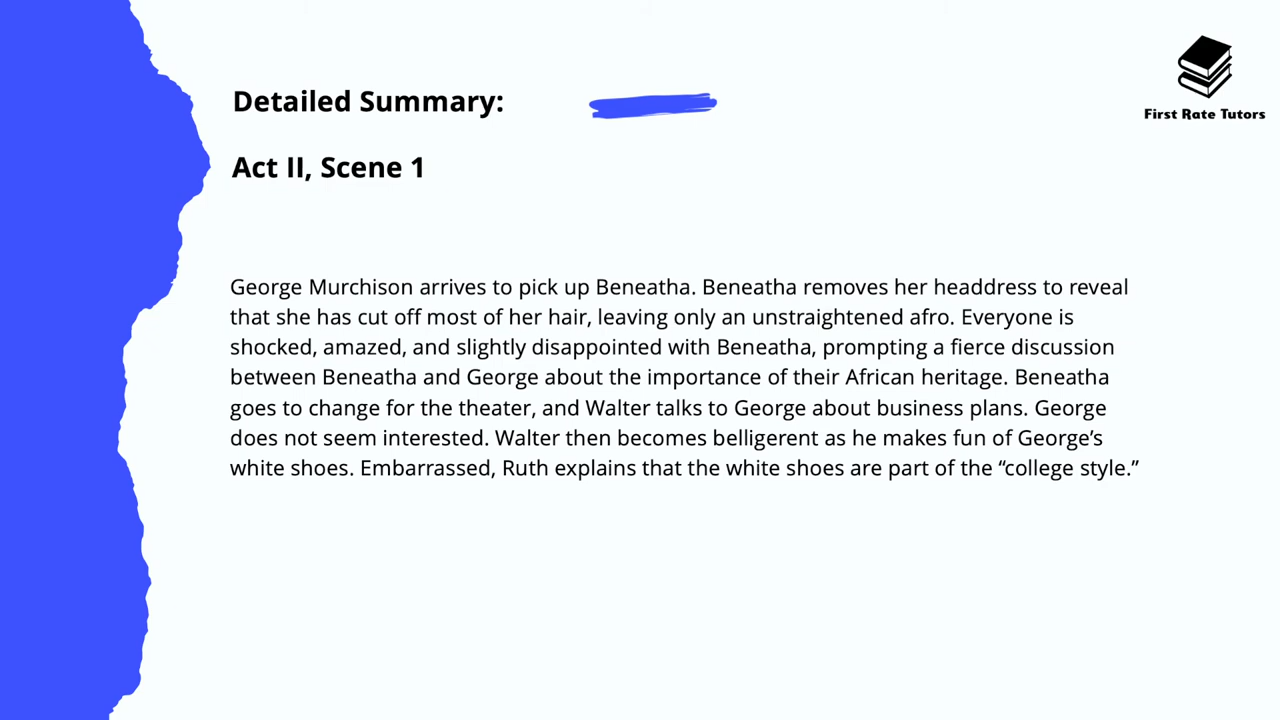 First Rate Tutors
Detailed Summary:
Act II, Scene 1
George Murchison arrives to pick up Beneatha. Beneatha removes her headdress to reveal
that she has cut off most of her hair, leaving only an unstraightened afro. Everyone is
shocked, amazed, and slightly disappointed with Beneatha, prompting a fierce discussion
between Beneatha and George about the importance of their African heritage. Beneatha
goes to change for the theater, and Walter talks to George about business plans. George
does not seem interested. Walter then becomes belligerent as he makes fun of George’s
white shoes. Embarrassed, Ruth explains that the white shoes are part of the “college style.”